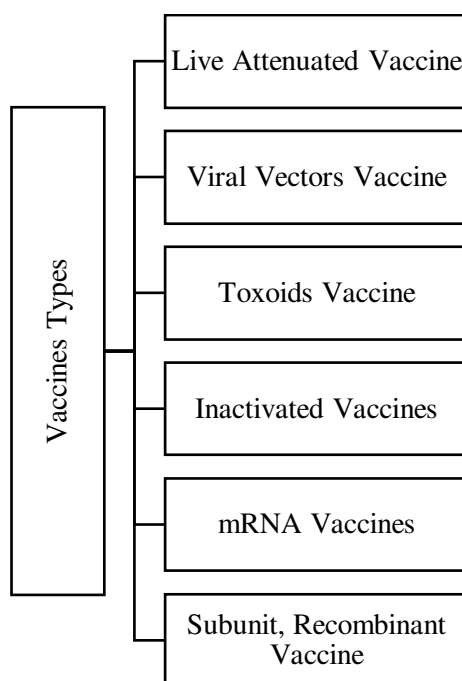 Vaccines Types
Live Attenuated Vaccine
Viral Vectors Vaccine
Toxoids Vaccine
Inactivated Vaccines
mRNA Vaccines
Subunit, Recombinant
Vaccine